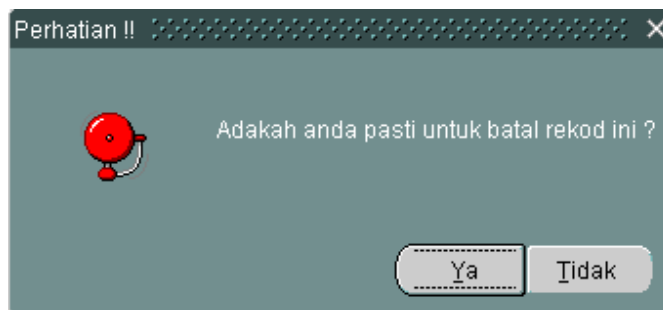 Perhatian !!
Adakah anda pasti untuk batal rekod ini ?
Ya
Tidak